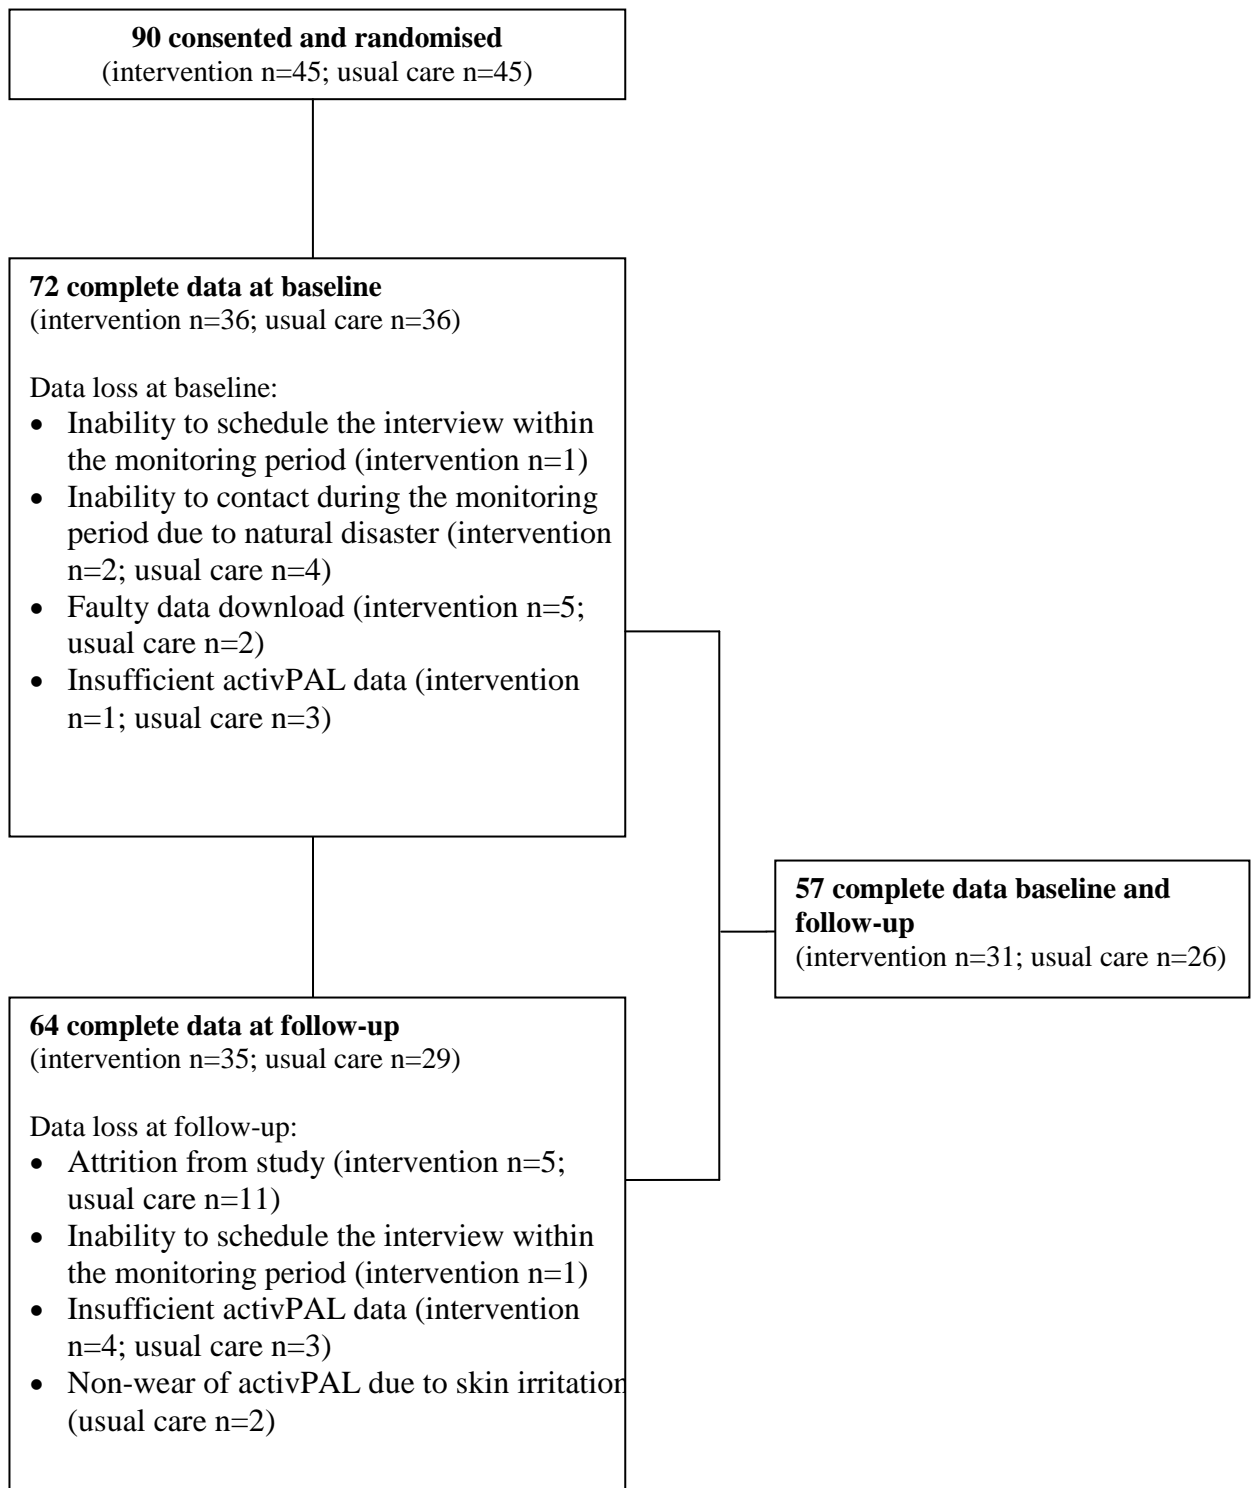 90 consented and randomised
(intervention n=45; usual care n=45)
72 complete data at baseline
(intervention n=36; usual care n=36)
Data loss at baseline:
• Inability to schedule the interview within
the monitoring period (intervention n=1)
• Inability to contact during the monitoring
period due to natural disaster (intervention
n=2; usual care n=4)
• Faulty data download (intervention n=5;
usual care n=2)
• Insufficient activPAL data (intervention
n=1; usual care n=3)
57 complete data baseline and
follow-up
(intervention n=31; usual care n=26)
64 complete data at follow-up
(intervention n=35; usual care n=29)
Data loss at follow-up:
• Attrition from study (intervention n=5;
usual care n=11)
• Inability to schedule the interview within
the monitoring period (intervention n=1)
• Insufficient activPAL data (intervention
n=4; usual care n=3)
• Non-wear of activPAL due to skin irritation
(usual care n=2)